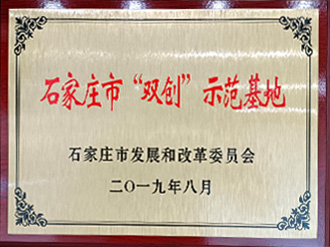 石家庄市“双创”示范基地
石家庄市发展和改革委员会
二〇一九年八月